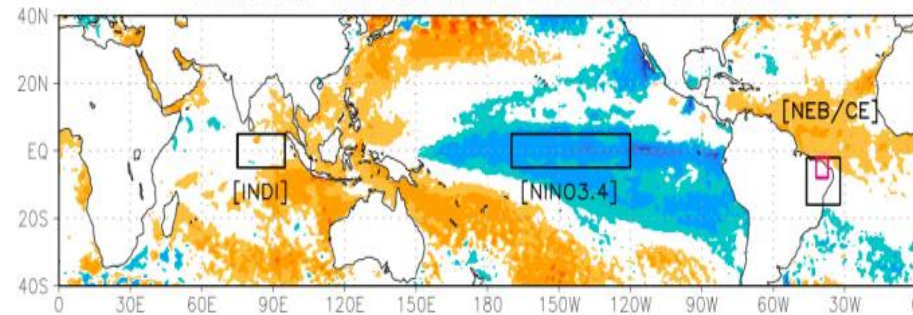 40N
20N
EQ
20S
40S
[NEB/CE]
[INDI]
[NINO3.4]
0 30E 60E 90E 120E 150E 180 150W 120W 90W 60W 30W